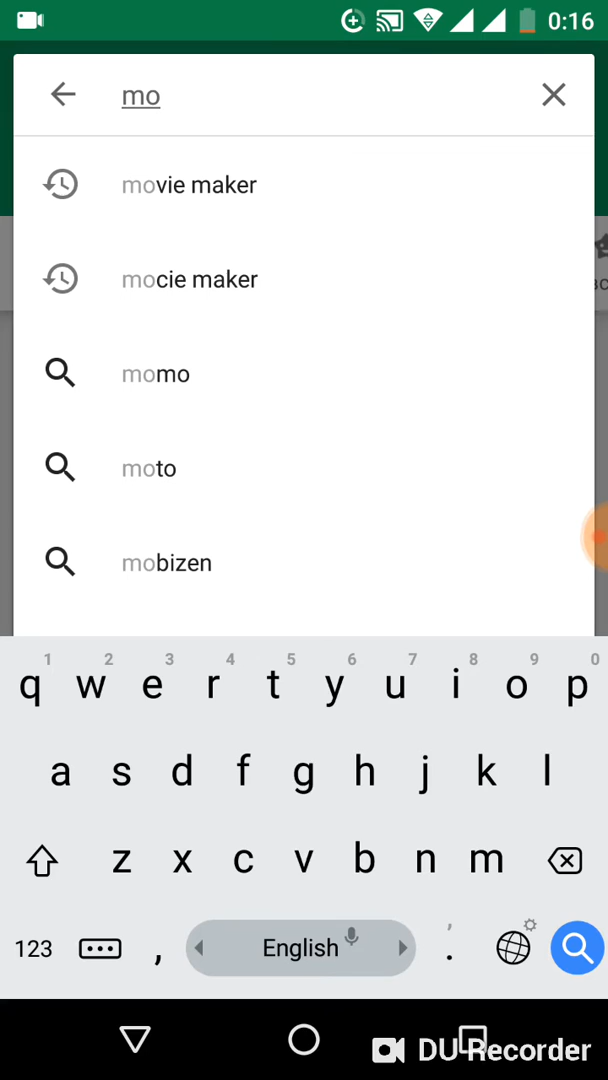 0:16
mo
movie maker
mocie maker
momo
moto
mobizen
1 2 3 4 5 6 7 8 9 0
q w e r t y u i o p
a s d f g h j k l
z x c v b n m
123 , English .
DU Recorder